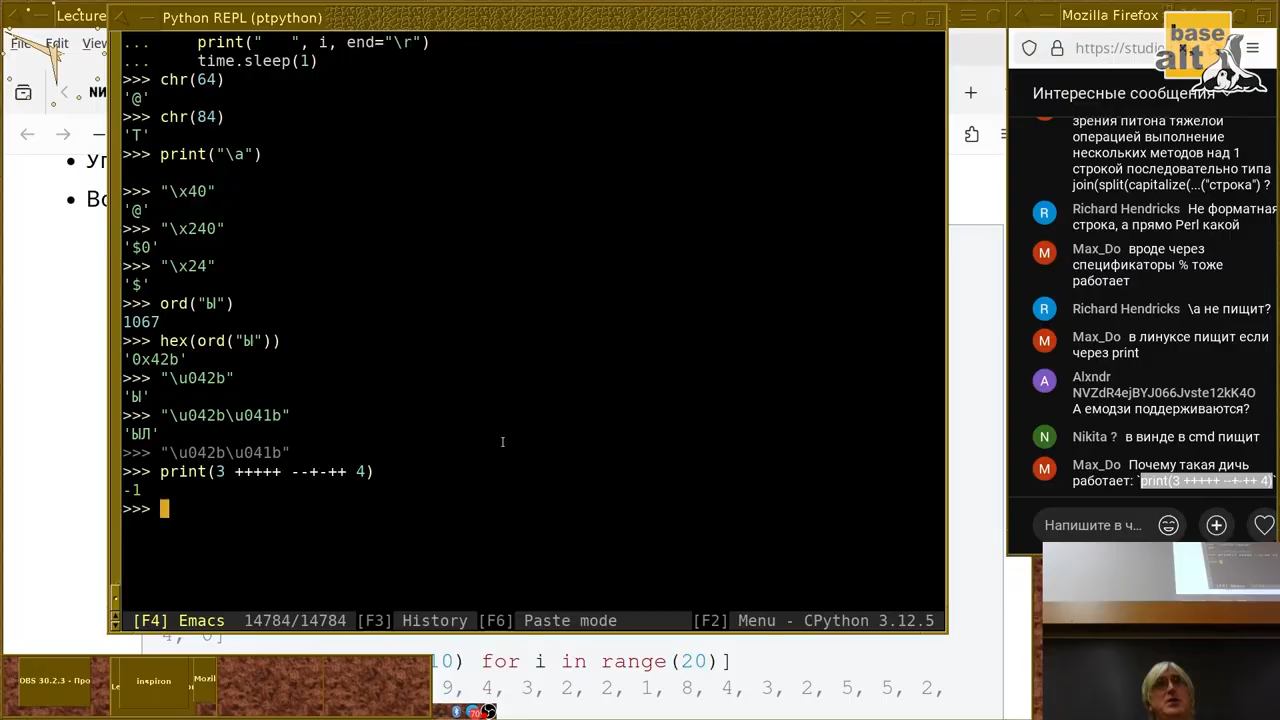 Lecture
Python REPL (ptpython)
Mozilla Firefox
File Edit View
https://studio
base
alt
Интересные сообщения
...     print("   ", i, end="\r")
...     time.sleep(1)
>>> chr(64)
'@'
>>> chr(84)
'T'
>>> print("\a")
>>> "\x40"
'@'
>>> "\x240"
'$0'
>>> "\x24"
'$'
>>> ord("Ы")
1067
>>> hex(ord("Ы"))
'0x42b'
>>> "\u042b"
'Ы'
>>> "\u042b\u041b"
'ЫЛ'
>>> "\u042b\u041b"
>>> print(3 +++++ --+-++ 4)
-1
>>>
[F4] Emacs 14784/14784 [F3] History [F6] Paste mode [F2] Menu - CPython 3.12.5
зрения питона тяжелой
операцией выполнение
нескольких методов над 1
строкой последовательно типа
join(split(capitalize(...("строка") ?
Richard Hendricks Не форматная
строка, а прямо Perl какой
Max_Do вроде через
спецификаторы % тоже
работает
Richard Hendricks \a не пищит?
Max_Do в линуксе пищит если
через print
Alxndr
NVZdR4ejBYJ066Jvste12kK4O
А емодзи поддерживаются?
Nikita ? в винде в cmd пищит
Max_Do Почему такая дичь
работает: `print(3 +++++ --+-++ 4)`
Напишите в ч...
10) for i in range(20)]
9, 4, 3, 2, 2, 1, 8, 4, 3, 2, 5, 5, 2,
OBS 30.2.3 - Про
inspiron
Mozil
70